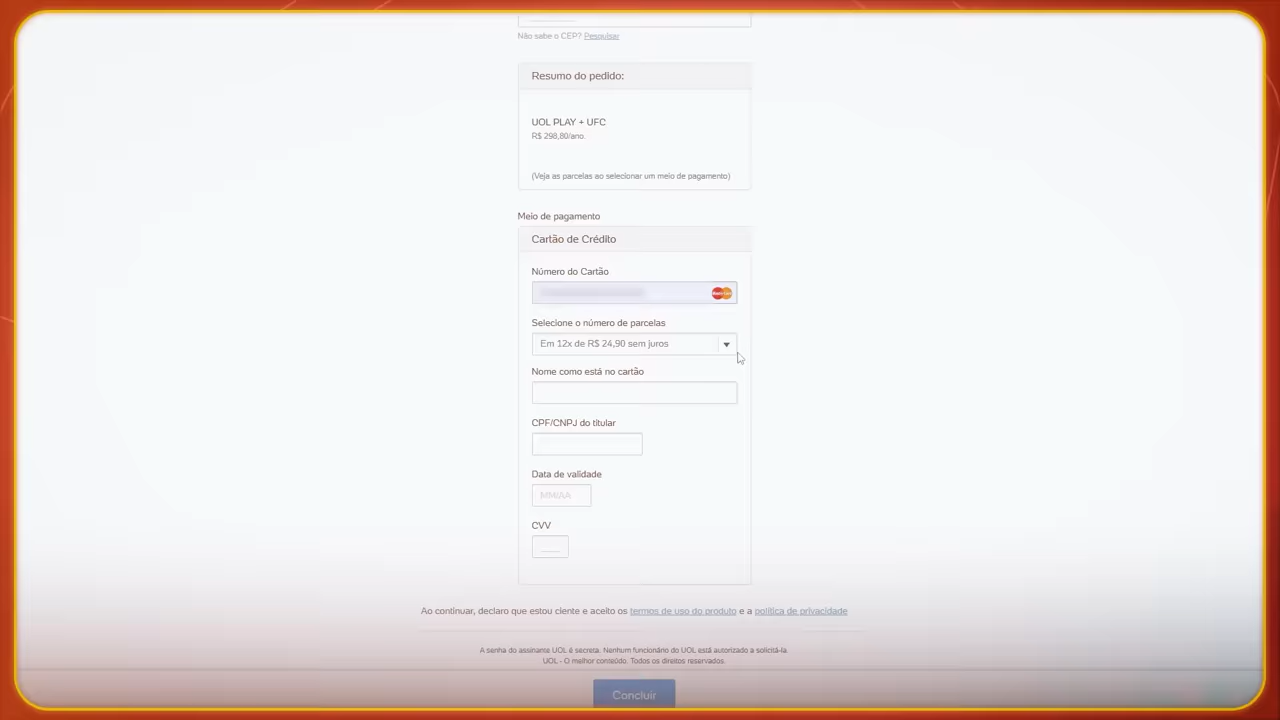 Não sabe o CEP? Pesquisar
Resumo do pedido:
UOL PLAY + UFC
R$ 298,80/ano.
(Veja as parcelas ao selecionar um meio de pagamento)
Meio de pagamento
Cartão de Crédito
Número do Cartão
Selecione o número de parcelas
Em 12x de R$ 24,90 sem juros
Nome como está no cartão
CPF/CNPJ do títular
Data de validade
MM/AA
CVV
Ao continuar, declaro que estou ciente e aceito os termos de uso do produto e a política de privacidade
A senha do assinante UOL é secreta. Nenhum funcionário do UOL está autorizado a solicitá-la.
UOL - O melhor conteúdo. Todos os direitos reservados.
Concluir